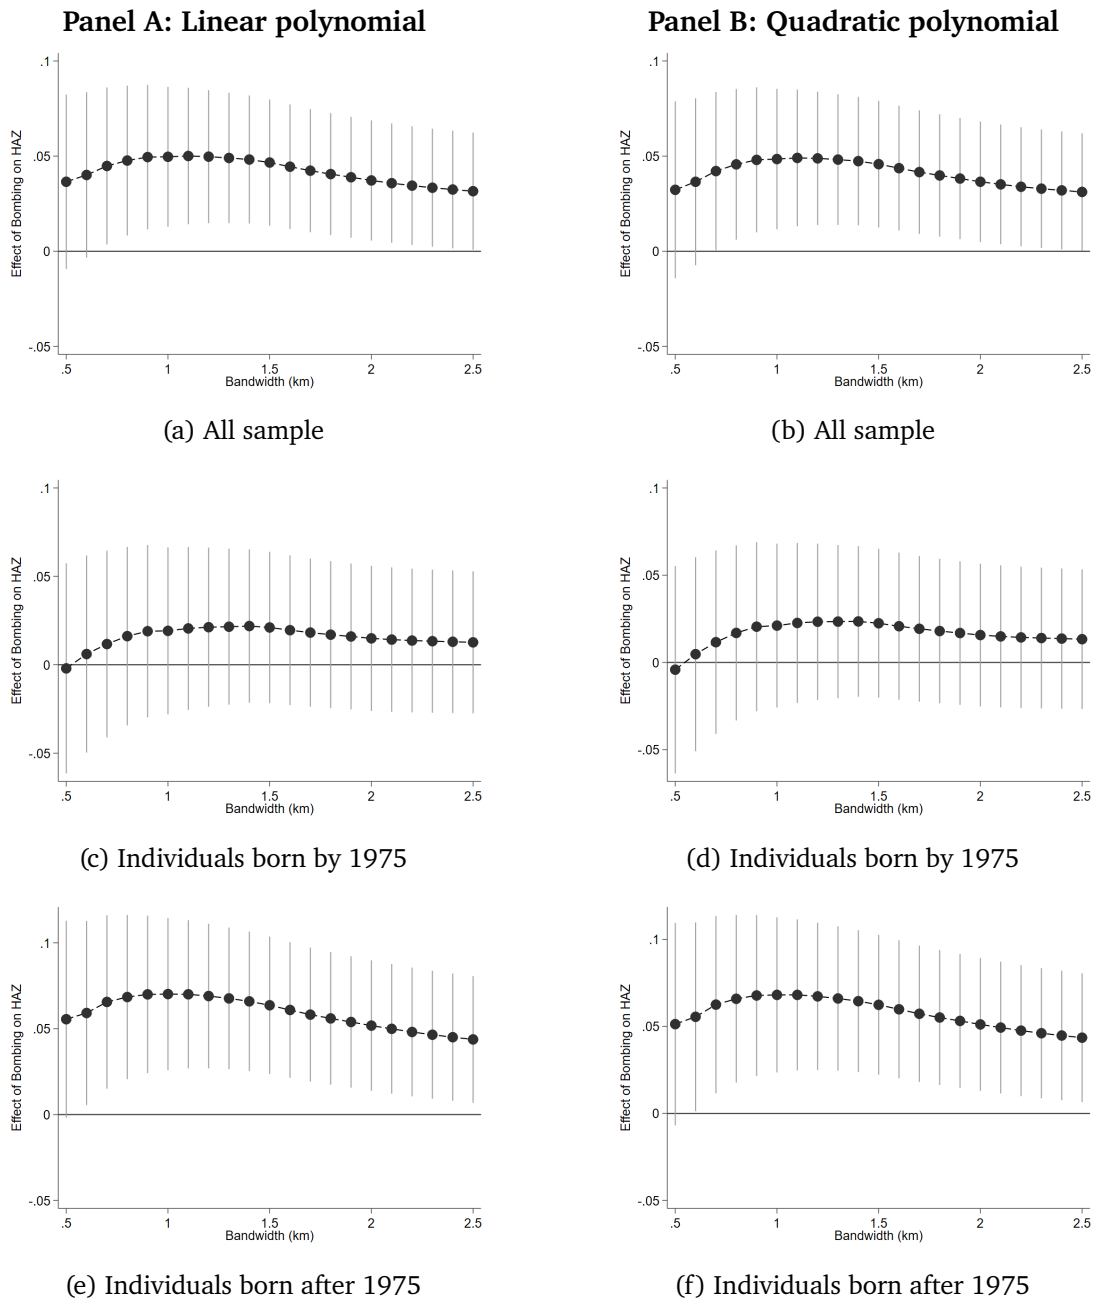 Panel A: Linear polynomial
Panel B: Quadratic polynomial
Effect of Bombing on HAZ
.1
.05
0
-.05
.5 1 1.5 2 2.5
Bandwidth (km)
(a) All sample
Effect of Bombing on HAZ
.1
.05
0
-.05
.5 1 1.5 2 2.5
Bandwidth (km)
(b) All sample
Effect of Bombing on HAZ
.1
.05
0
-.05
.5 1 1.5 2 2.5
Bandwidth (km)
(c) Individuals born by 1975
Effect of Bombing on HAZ
.1
.05
0
-.05
.5 1 1.5 2 2.5
Bandwidth (km)
(d) Individuals born by 1975
Effect of Bombing on HAZ
.1
.05
0
-.05
.5 1 1.5 2 2.5
Bandwidth (km)
(e) Individuals born after 1975
Effect of Bombing on HAZ
.1
.05
0
-.05
.5 1 1.5 2 2.5
Bandwidth (km)
(f) Individuals born after 1975